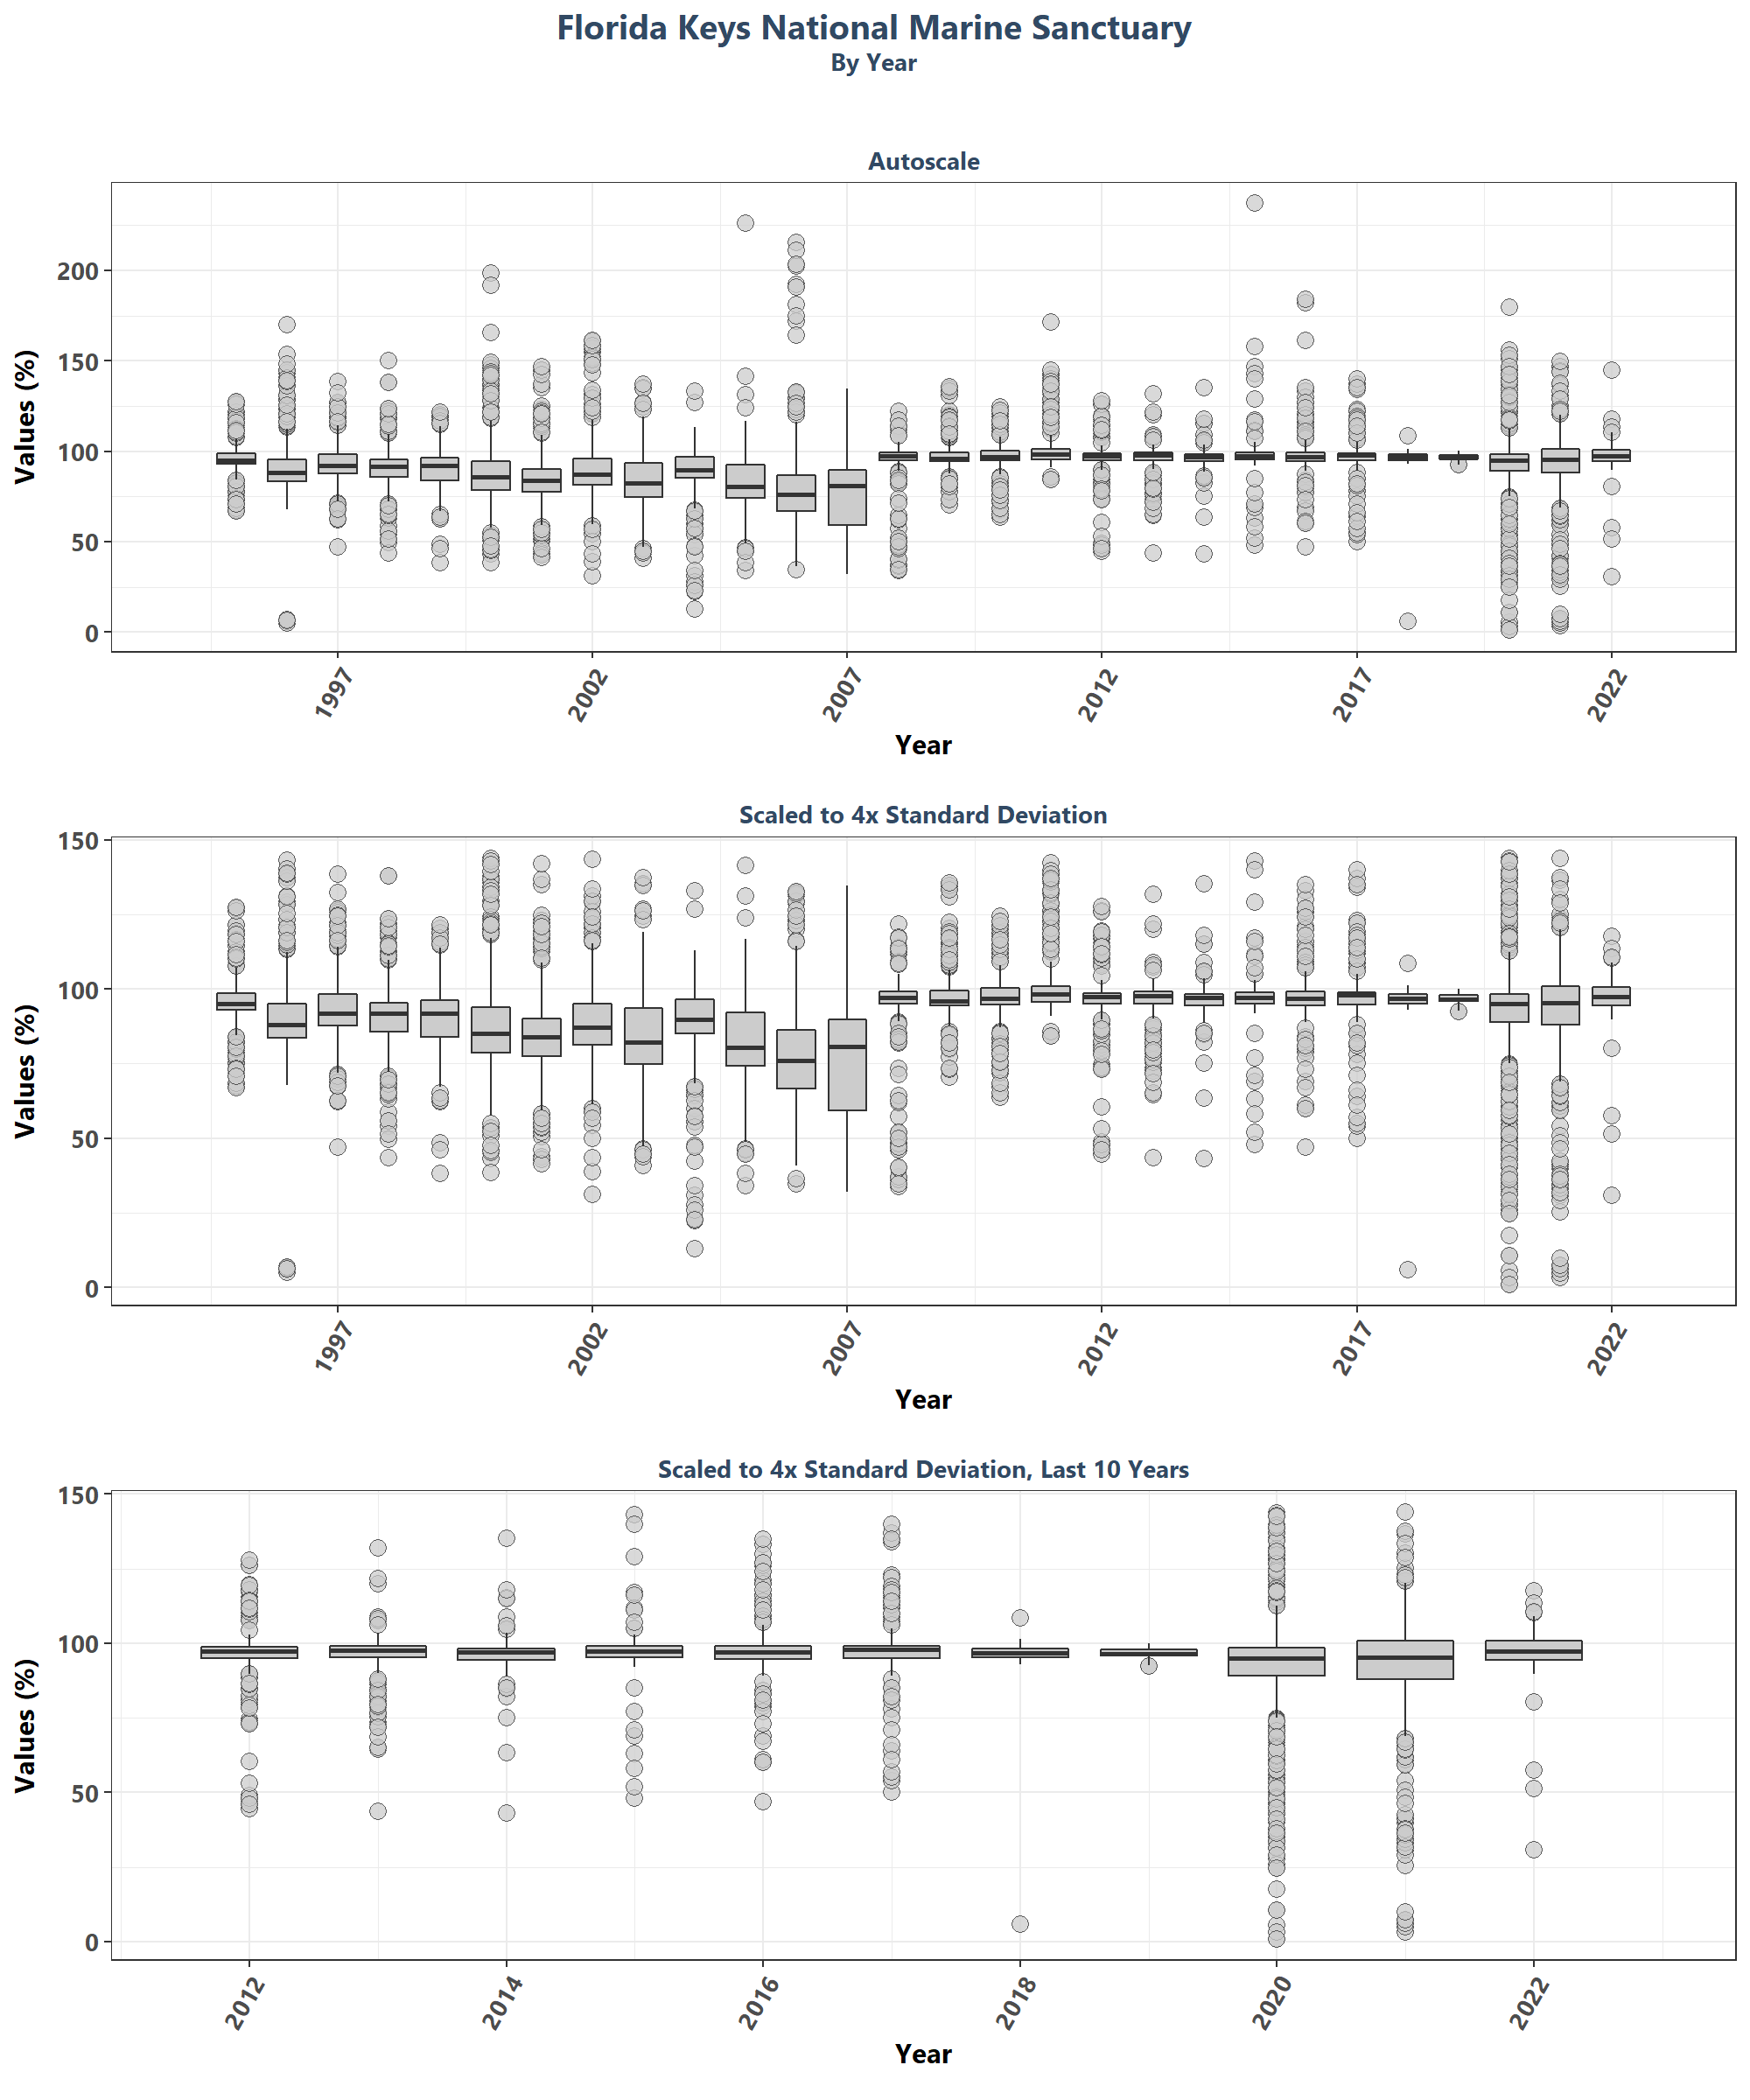 Florida Keys National Marine Sanctuary
By Year
Autoscale
Values (%)
200
150
100
50
0
1997 2002 2007 2012 2017 2022
Year
Scaled to 4x Standard Deviation
Values (%)
150
100
50
0
1997 2002 2007 2012 2017 2022
Year
Scaled to 4x Standard Deviation, Last 10 Years
Values (%)
150
100
50
0
2012 2014 2016 2018 2020 2022
Year